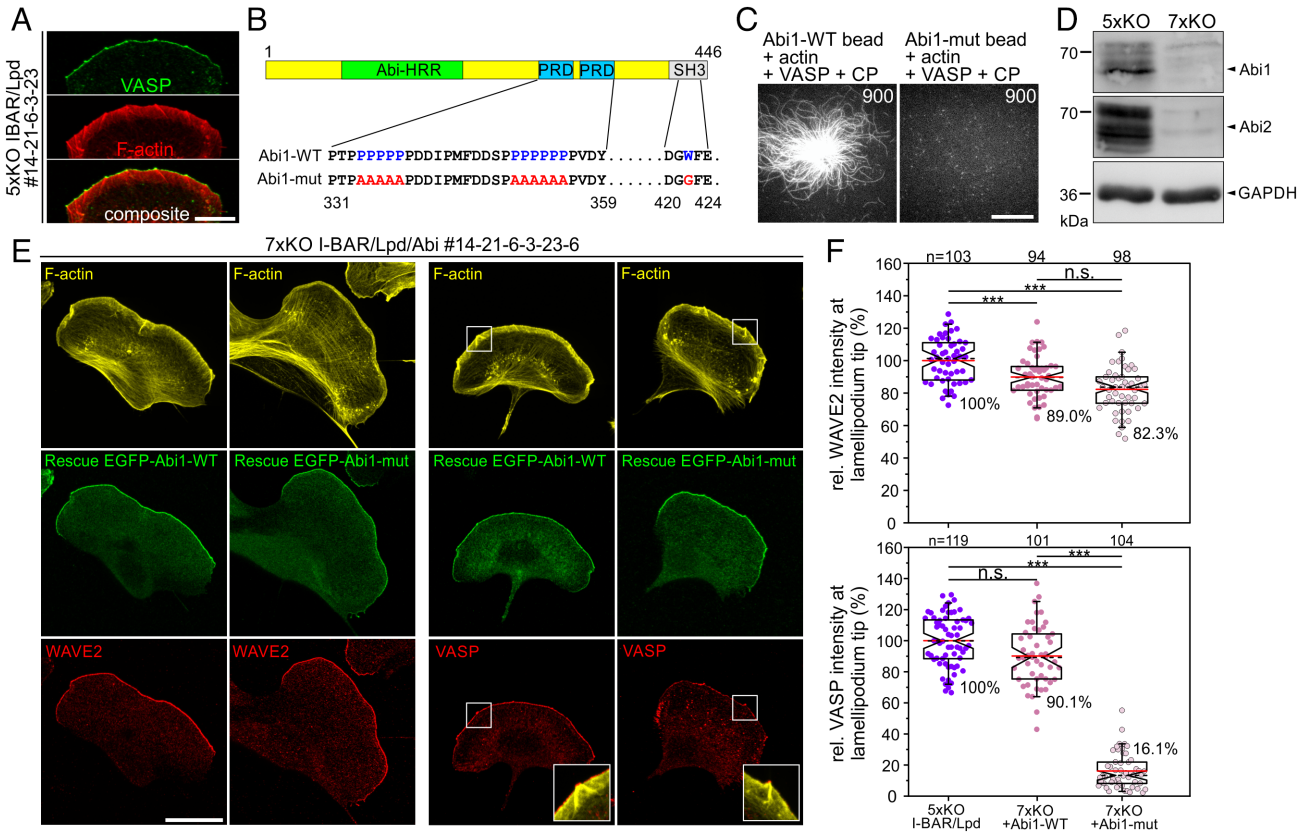 A
5xKO IBAR/Lpd
#14-21-6-3-23
VASP
F-actin
composite
B
1
446
Abi-HRR
PRD
PRD
SH3
Abi1-WT PTPPPPPPPDDIPMFDDSPPPPPPPPVDY......DGWFE.
Abi1-mut PTPAAAAAPDDIPMFDDSPAAAAAAPVDY......DGGFE.
331
359
420
424
C
Abi1-WT bead
+ actin
+ VASP + CP
900
Abi1-mut bead
+ actin
+ VASP + CP
900
D
5xKO 7xKO
70
Abi1
70
Abi2
36
GAPDH
kDa
E
7xKO I-BAR/Lpd/Abi #14-21-6-3-23-6
F-actin
F-actin
F-actin
F-actin
Rescue EGFP-Abi1-WT
Rescue EGFP-Abi1-mut
Rescue EGFP-Abi1-WT
Rescue EGFP-Abi1-mut
WAVE2
WAVE2
VASP
VASP
F
n=103
94
98
n.s.
***
***
rel. WAVE2 intensity at
lamellipodium tip (%)
160
140
120
100
80
60
40
20
0
100%
89.0%
82.3%
n=119
101
104
***
***
n.s.
rel. VASP intensity at
lamellipodium tip (%)
160
140
120
100
80
60
40
20
0
100%
90.1%
16.1%
5xKO
I-BAR/Lpd
7xKO
+Abi1-WT
7xKO
+Abi1-mut